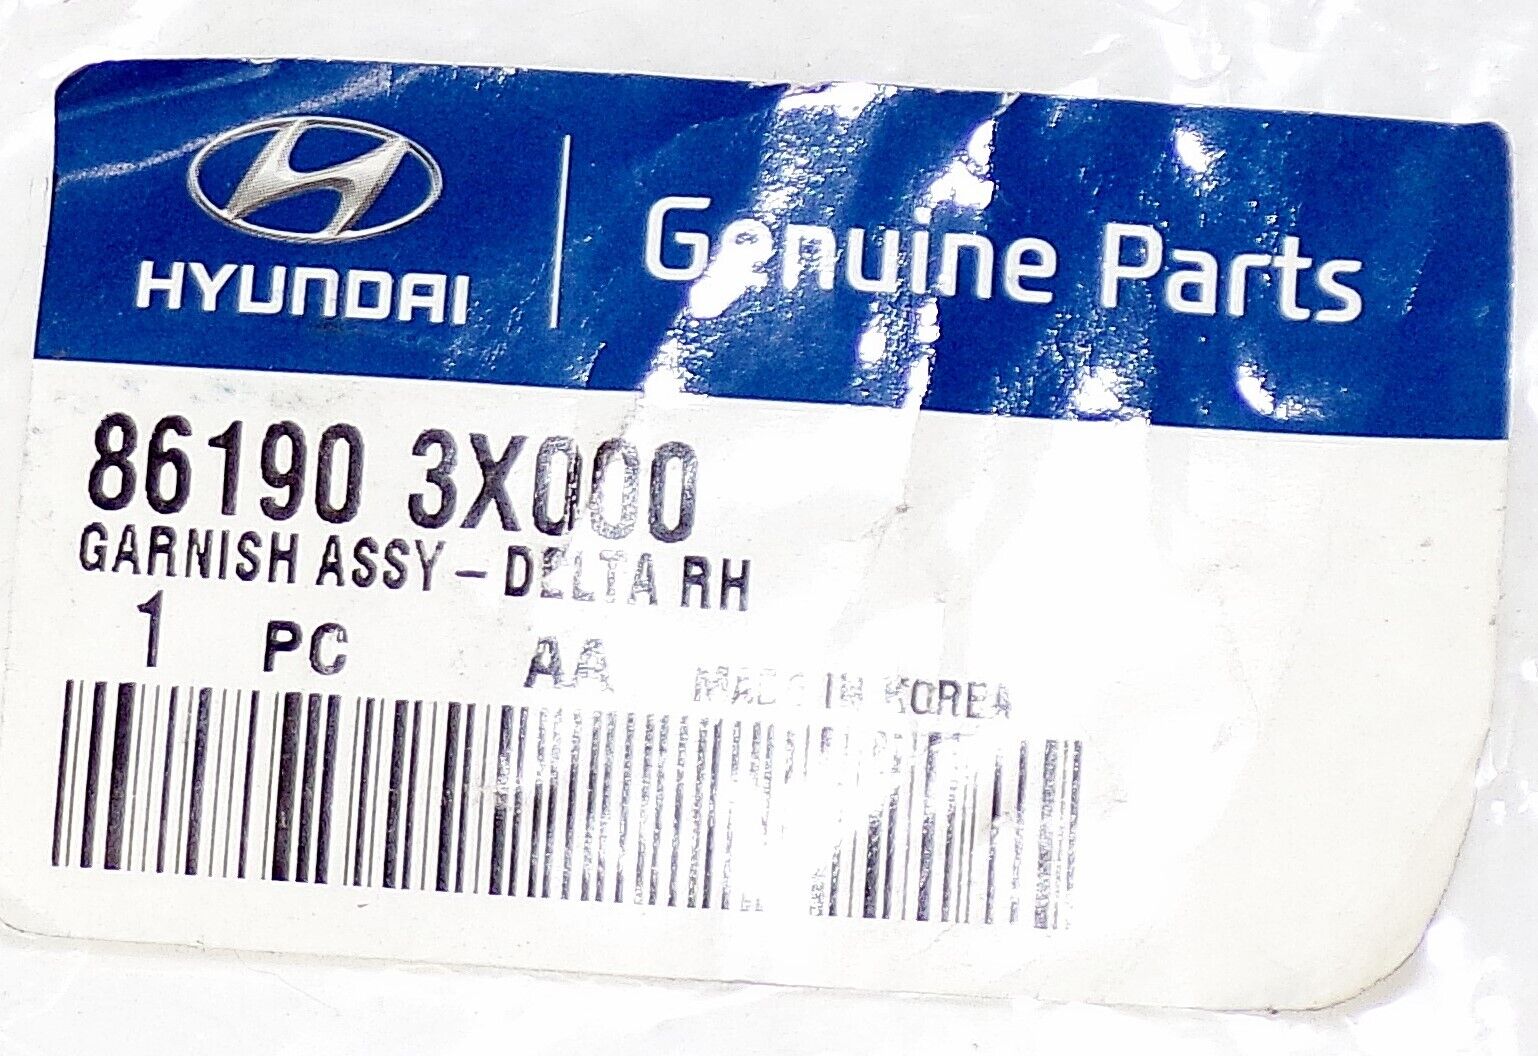 HYUNDAI
Genuine Parts
86190 3X000
GARNISH ASSY – DELTA RH
1 PC AA MADE IN KOREA